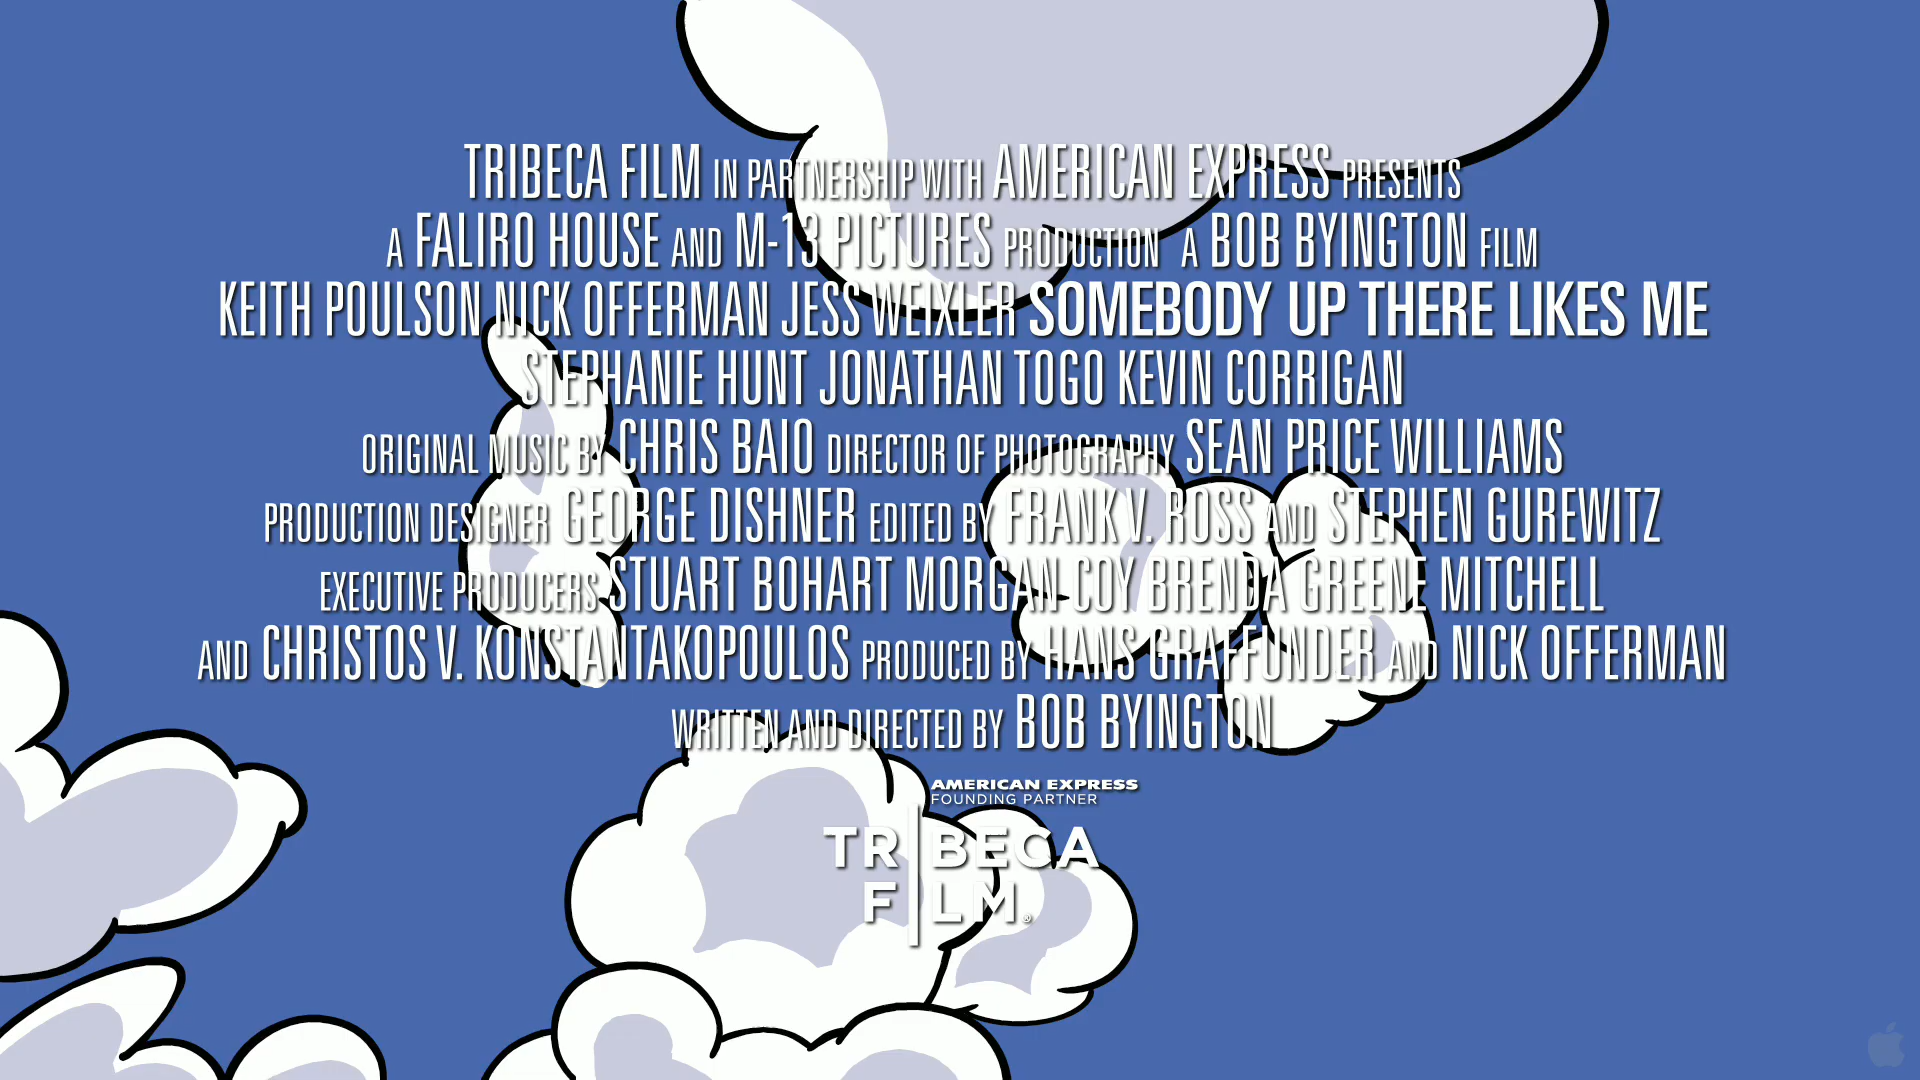 TRIBECA FILM IN PARTNERSHIP WITH AMERICAN EXPRESS PRESENTS
A FALIRO HOUSE AND M-13 PICTURES PRODUCTION A BOB BYINGTON FILM
KEITH POULSON NICK OFFERMAN JESS WEIXLER SOMEBODY UP THERE LIKES ME
STEPHANIE HUNT JONATHAN TOGO KEVIN CORRIGAN
ORIGINAL MUSIC BY CHRIS BAIO DIRECTOR OF PHOTOGRAPHY SEAN PRICE WILLIAMS
PRODUCTION DESIGNER GEORGE DISHNER EDITED BY FRANK V. ROSS AND STEPHEN GUREWITZ
EXECUTIVE PRODUCERS STUART BOHART MORGAN COY BRENDA GREENE MITCHELL
AND CHRISTOS V. KONSTANTAKOPOULOS PRODUCED BY HANS GRAFFUNDER AND NICK OFFERMAN
WRITTEN AND DIRECTED BY BOB BYINGTON
AMERICAN EXPRESS
FOUNDING PARTNER
TRIBECA
FILM®